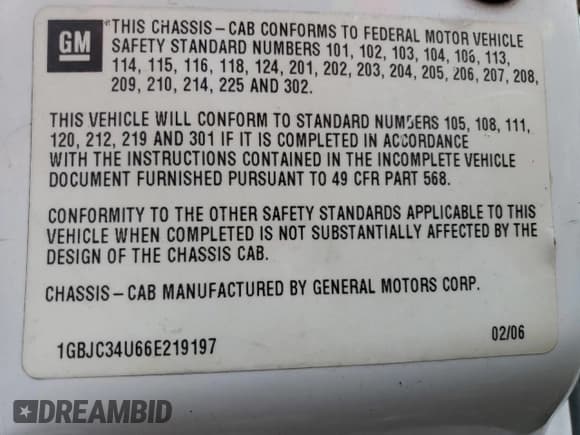 GM
*THIS CHASSIS-CAB CONFORMS TO FEDERAL MOTOR VEHICLE
SAFETY STANDARD NUMBERS 101, 102, 103, 104, 106, 113,
114, 115, 116, 118, 124, 201, 202, 203, 204, 205, 206, 207, 208,
209, 210, 214, 225 AND 302.
THIS VEHICLE WILL CONFORM TO STANDARD NUMBERS 105, 108, 111,
120, 212, 219 AND 301 IF IT IS COMPLETED IN ACCORDANCE
WITH THE INSTRUCTIONS CONTAINED IN THE INCOMPLETE VEHICLE
DOCUMENT FURNISHED PURSUANT TO 49 CFR PART 568.
CONFORMITY TO THE OTHER SAFETY STANDARDS APPLICABLE TO THIS
VEHICLE WHEN COMPLETED IS NOT SUBSTANTIALLY AFFECTED BY THE
DESIGN OF THE CHASSIS CAB.
CHASSIS-CAB MANUFACTURED BY GENERAL MOTORS CORP.
1GBJC34U66E219197 02/06
DREAMBID